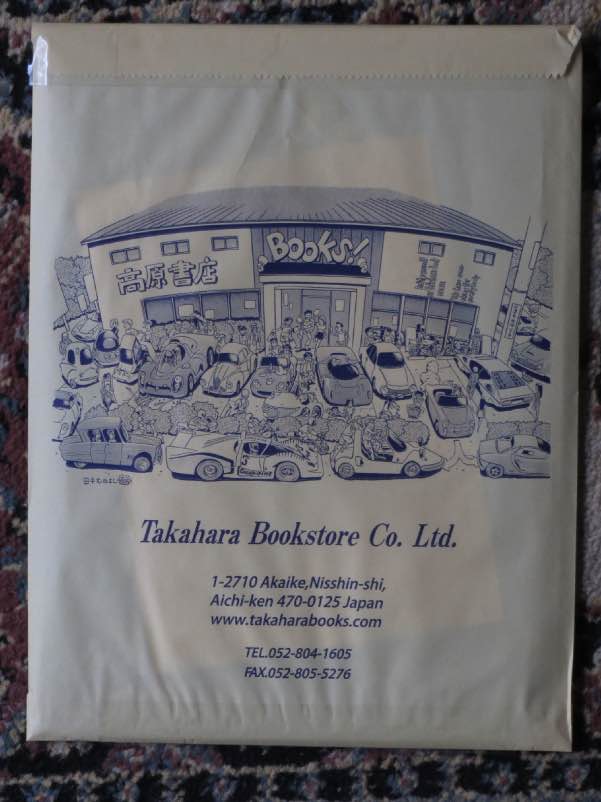 BOOKS!
高原書店
Takahara Bookstore Co. Ltd.
1-2710 Akaike,Nisshin-shi,
Aichi-ken 470-0125 Japan
www.takaharabooks.com
TEL.052-804-1605
FAX.052-805-5276